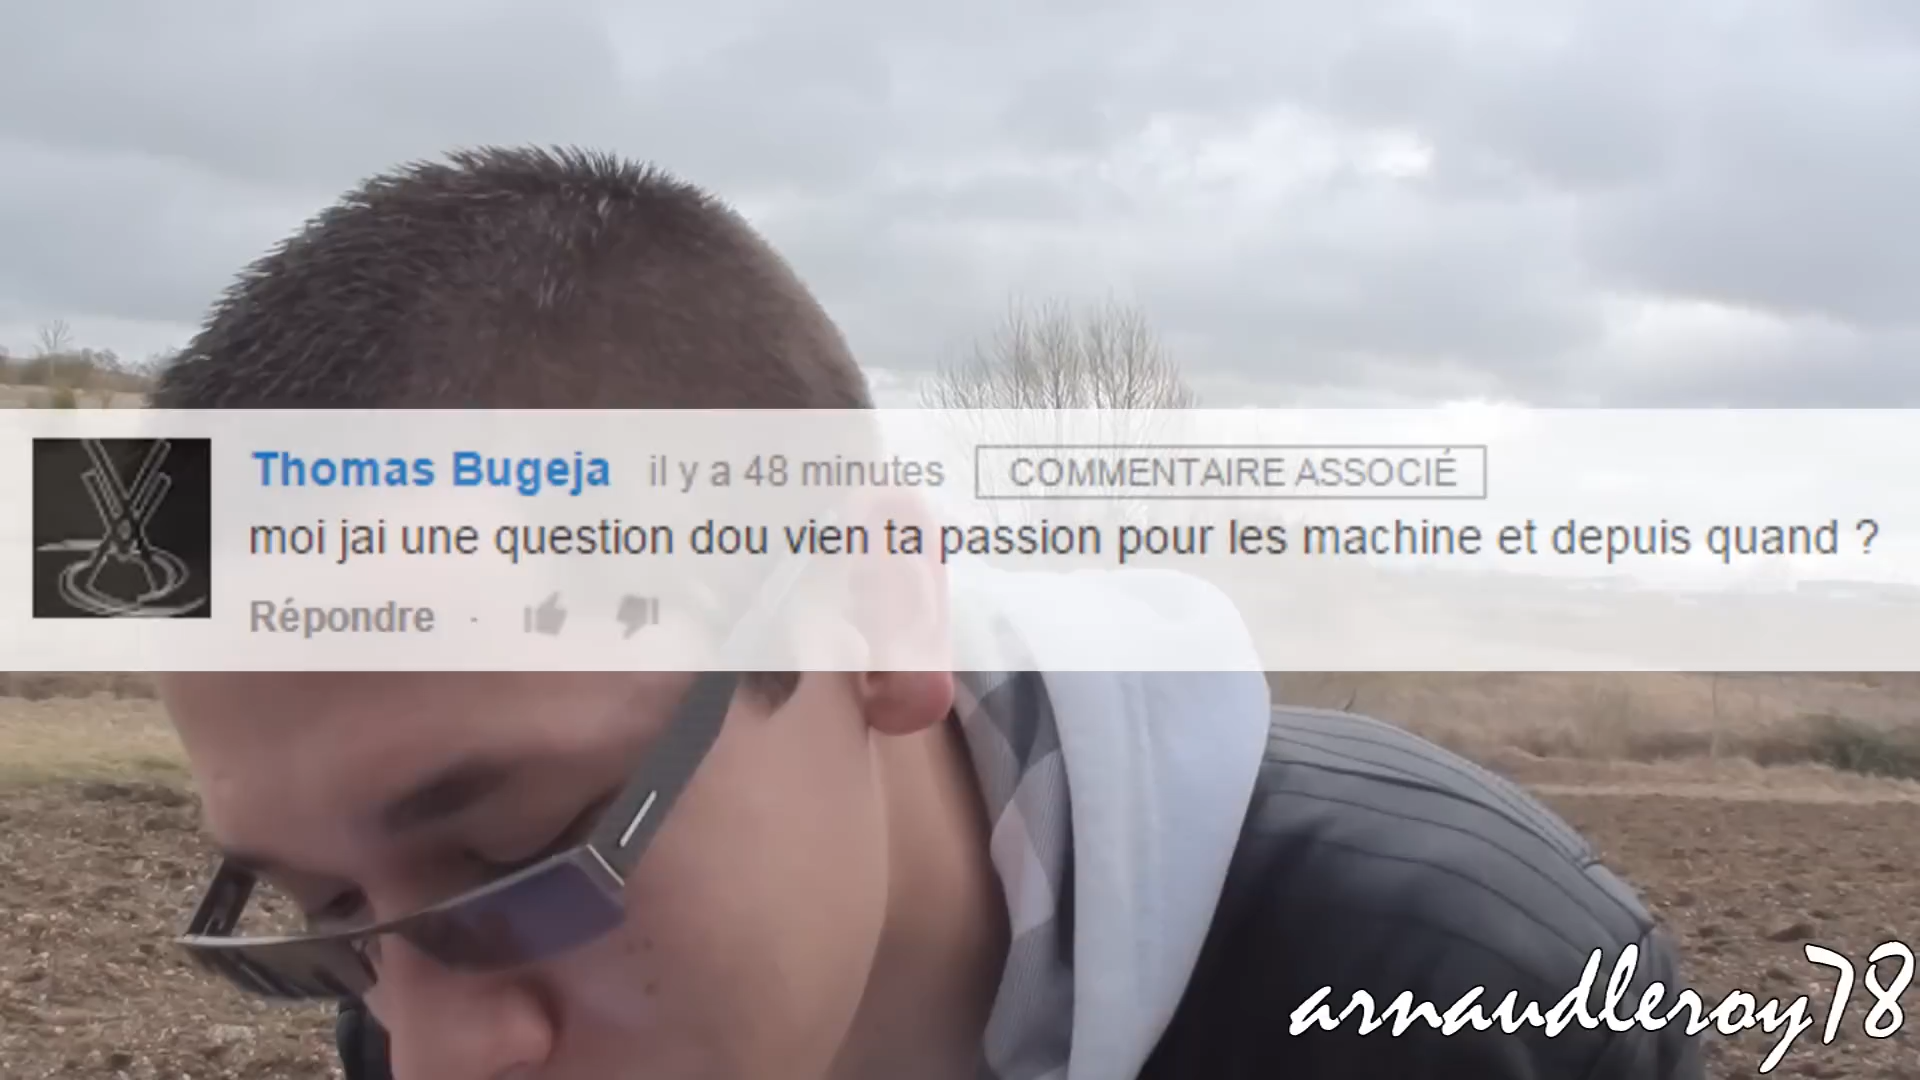 Thomas Bugeja il y a 48 minutes COMMENTAIRE ASSOCIÉ
moi jai une question dou vien ta passion pour les machine et depuis quand ?
Répondre ·
arnaudleroy78